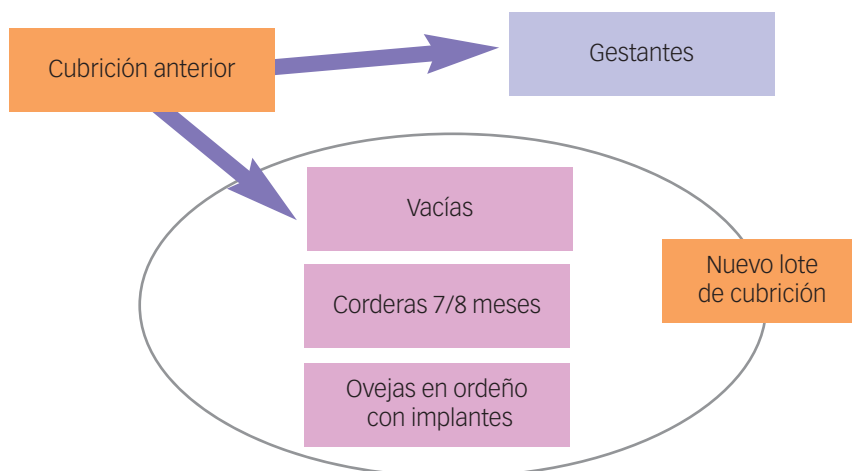 Cubrición anterior
Gestantes
Vacías
Corderas 7/8 meses
Ovejas en ordeño
con implantes
Nuevo lote
de cubrición